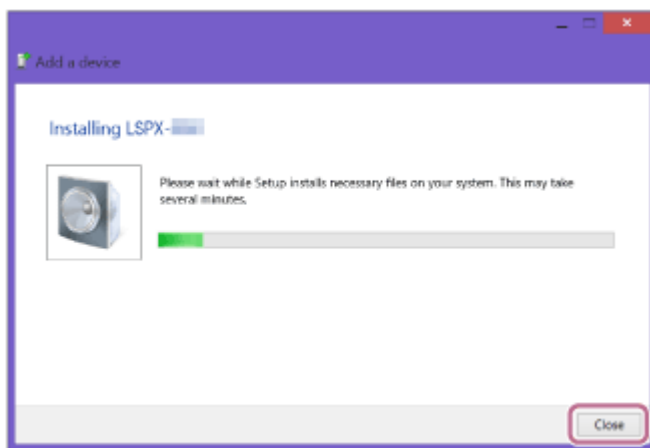 Add a device
Installing LSPX-
Please wait while Setup installs necessary files on your system. This may take
several minutes.
Close